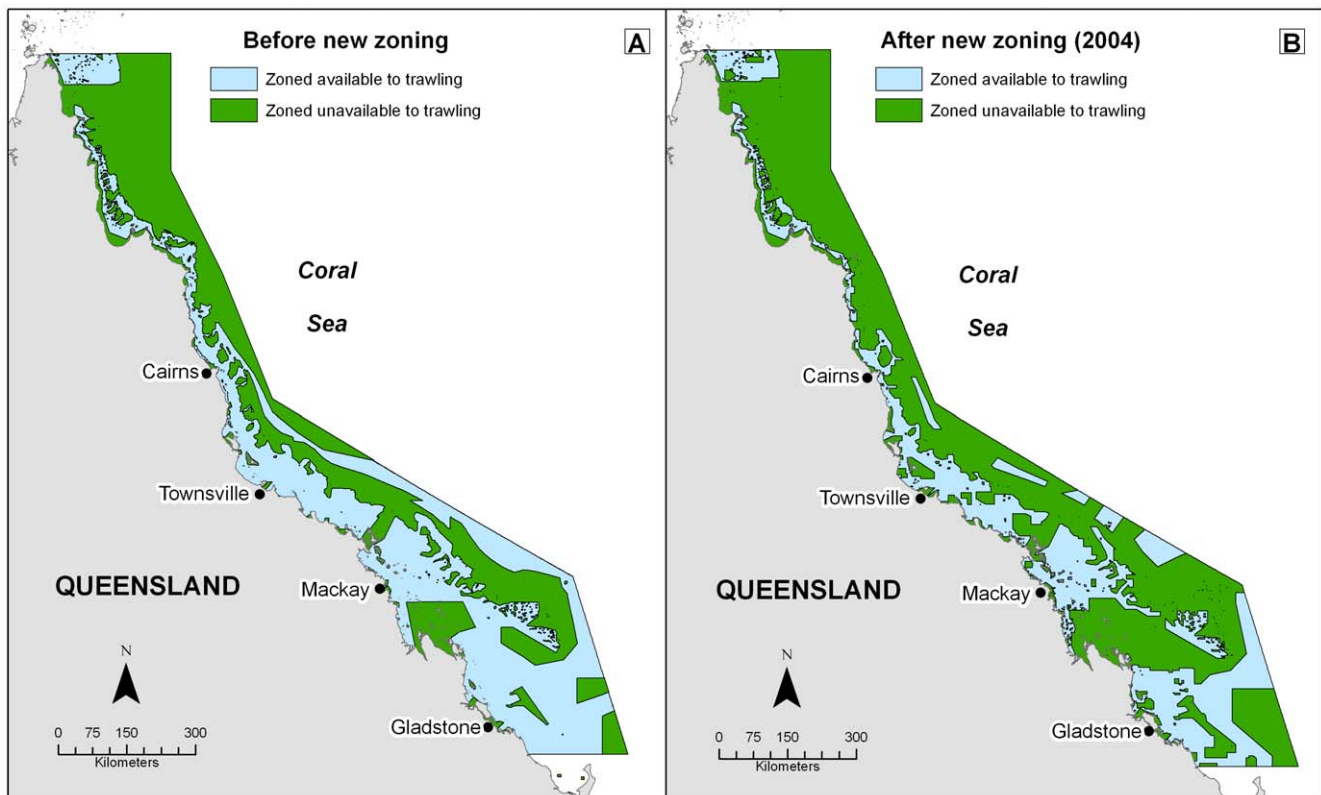 Before new zoning
A
Zoned available to trawling
Zoned unavailable to trawling
Coral
Sea
Cairns
Townsville
QUEENSLAND
Mackay
N
Gladstone
0 75 150 300
Kilometers
After new zoning (2004)
B
Zoned available to trawling
Zoned unavailable to trawling
Coral
Sea
Cairns
Townsville
QUEENSLAND
Mackay
N
Gladstone
0 75 150 300
Kilometers